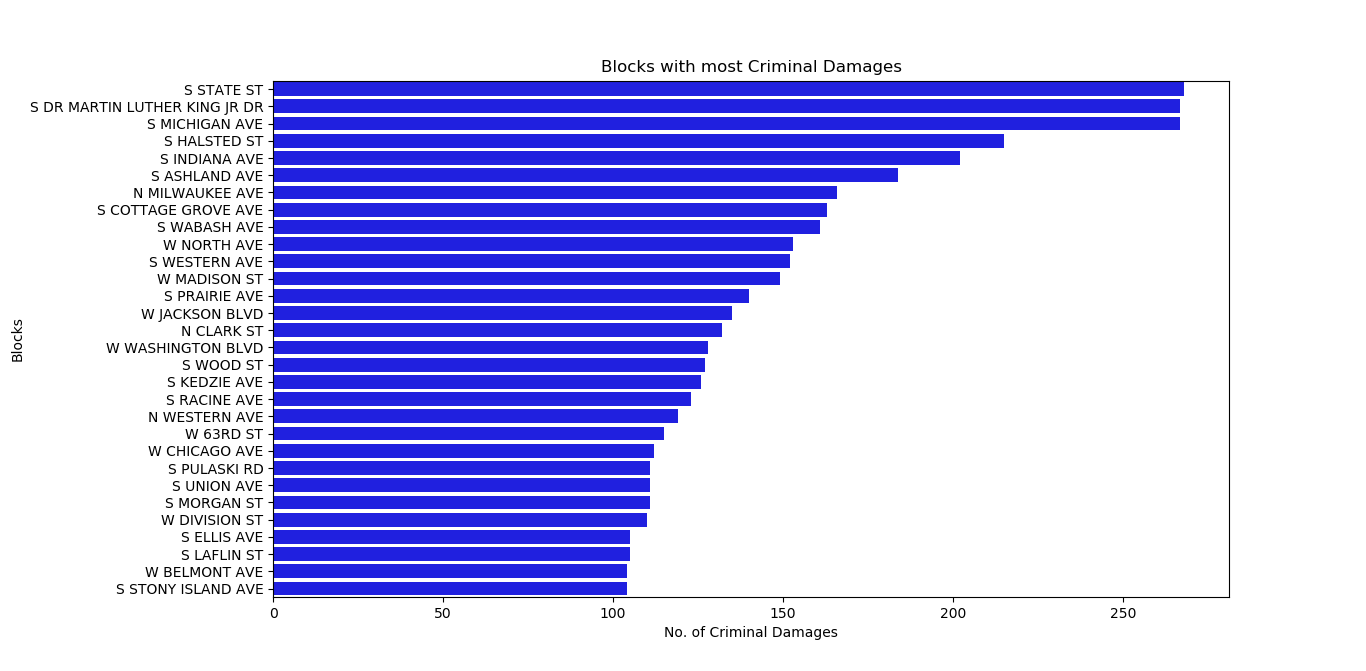 Blocks with most Criminal Damages
S STATE ST
S DR MARTIN LUTHER KING JR DR
S MICHIGAN AVE
S HALSTED ST
S INDIANA AVE
S ASHLAND AVE
N MILWAUKEE AVE
S COTTAGE GROVE AVE
S WABASH AVE
W NORTH AVE
S WESTERN AVE
W MADISON ST
S PRAIRIE AVE
W JACKSON BLVD
N CLARK ST
W WASHINGTON BLVD
S WOOD ST
S KEDZIE AVE
S RACINE AVE
N WESTERN AVE
W 63RD ST
W CHICAGO AVE
S PULASKI RD
S UNION AVE
S MORGAN ST
W DIVISION ST
S ELLIS AVE
S LAFLIN ST
W BELMONT AVE
S STONY ISLAND AVE
Blocks
0 50 100 150 200 250
No. of Criminal Damages